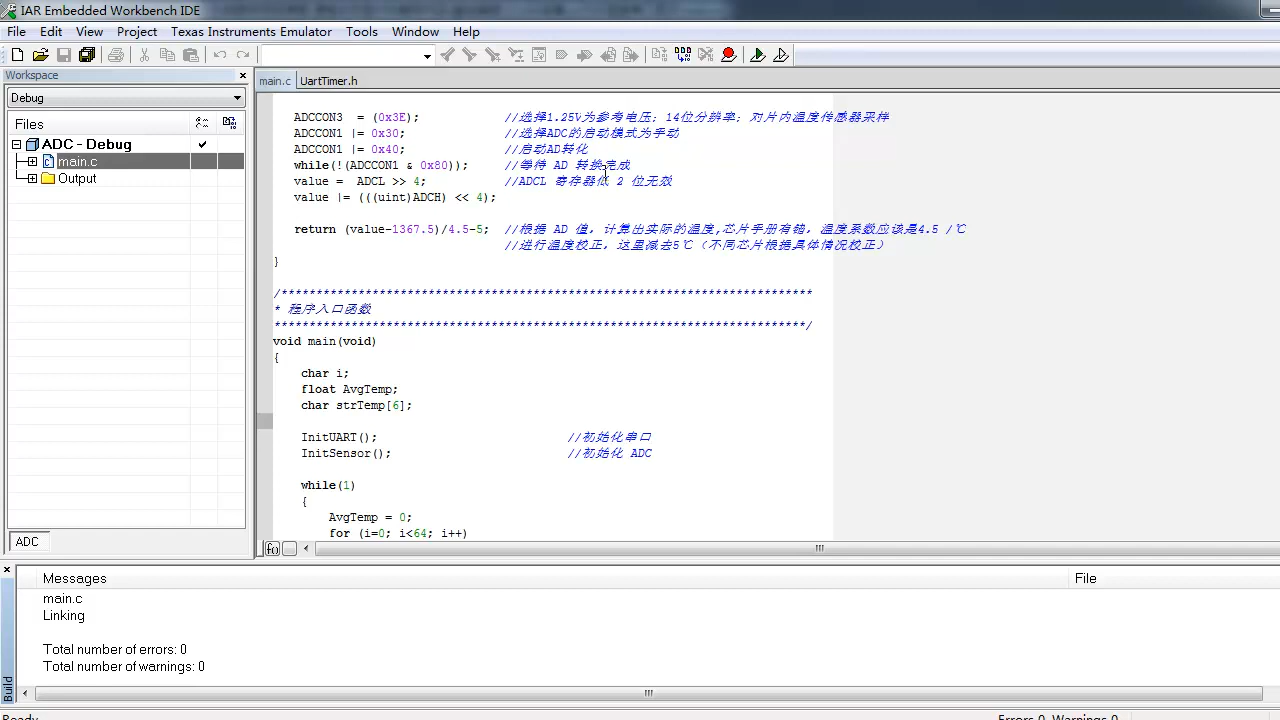 IAR Embedded Workbench IDE
File Edit View Project Texas Instruments Emulator Tools Window Help
Workspace
main.c UartTimer.h
Debug
Files
ADC - Debug
main.c
Output
ADC
ADCCON3 = (0x3E); //选择1.25V为参考电压；14位分辨率；对片内温度传感器采样
ADCCON1 |= 0x30; //选择ADC的启动模式为手动
ADCCON1 |= 0x40; //启动AD转化
while(!(ADCCON1 & 0x80)); //等待 AD 转换完成
value = ADCL >> 4; //ADCL 寄存器低 2 位无效
value |= (((uint)ADCH) << 4);
return (value-1367.5)/4.5-5; //根据 AD 值，计算出实际的温度,芯片手册有错，温度系数应该是4.5 /℃
//进行温度校正，这里减去5℃（不同芯片根据具体情况校正）
}
/****************************************************************************
* 程序入口函数
****************************************************************************/
void main(void)
{
char i;
float AvgTemp;
char strTemp[6];
InitUART(); //初始化串口
InitSensor(); //初始化 ADC
while(1)
{
AvgTemp = 0;
for (i=0; i<64; i++)
Messages File
main.c
Linking
Total number of errors: 0
Total number of warnings: 0
Build
Ready Errors 0, Warnings 0